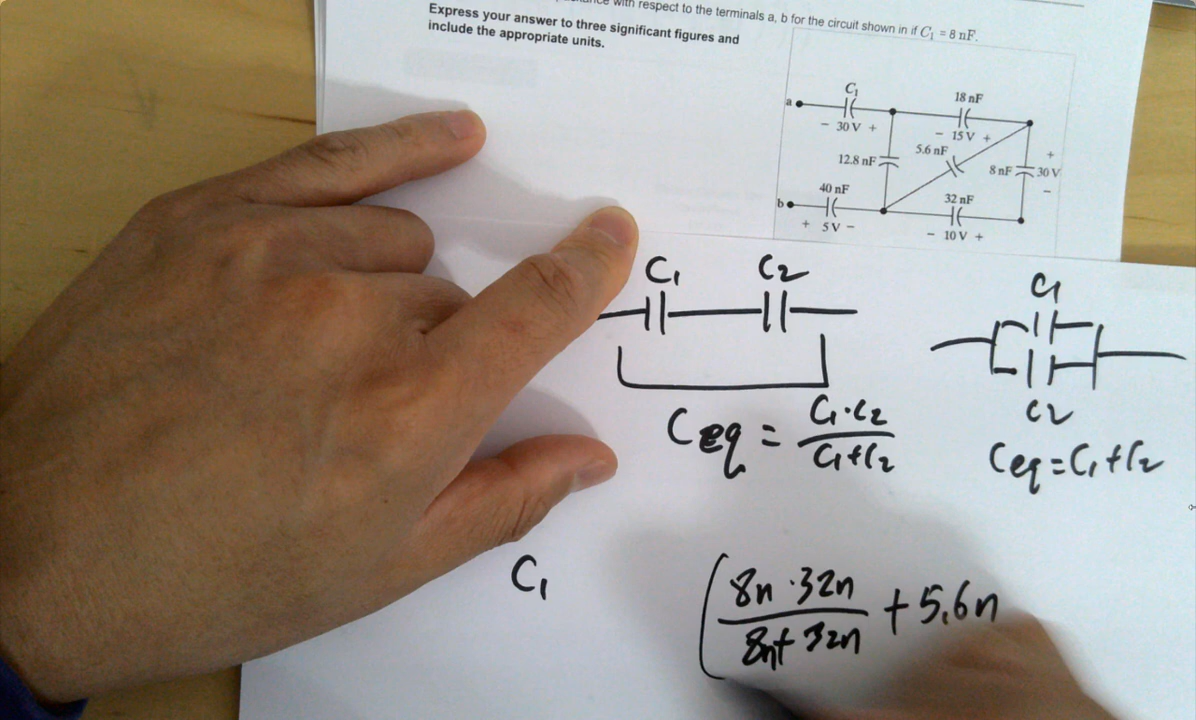 with respect to the terminals a, b for the circuit shown in if C₁ = 8 nF.
Express your answer to three significant figures and
include the appropriate units.
C₁
18 nF
a
− 30 V +
− 15 V +
5.6 nF
12.8 nF
8 nF
+
30 V
−
40 nF
32 nF
b
+ 5 V −
− 10 V +
C₁ C₂
C₁
C₂
Ceq = C₁·C₂ / C₁+C₂
Ceq = C₁+C₂
C₁
( 8n·32n / 8n+32n + 5.6n